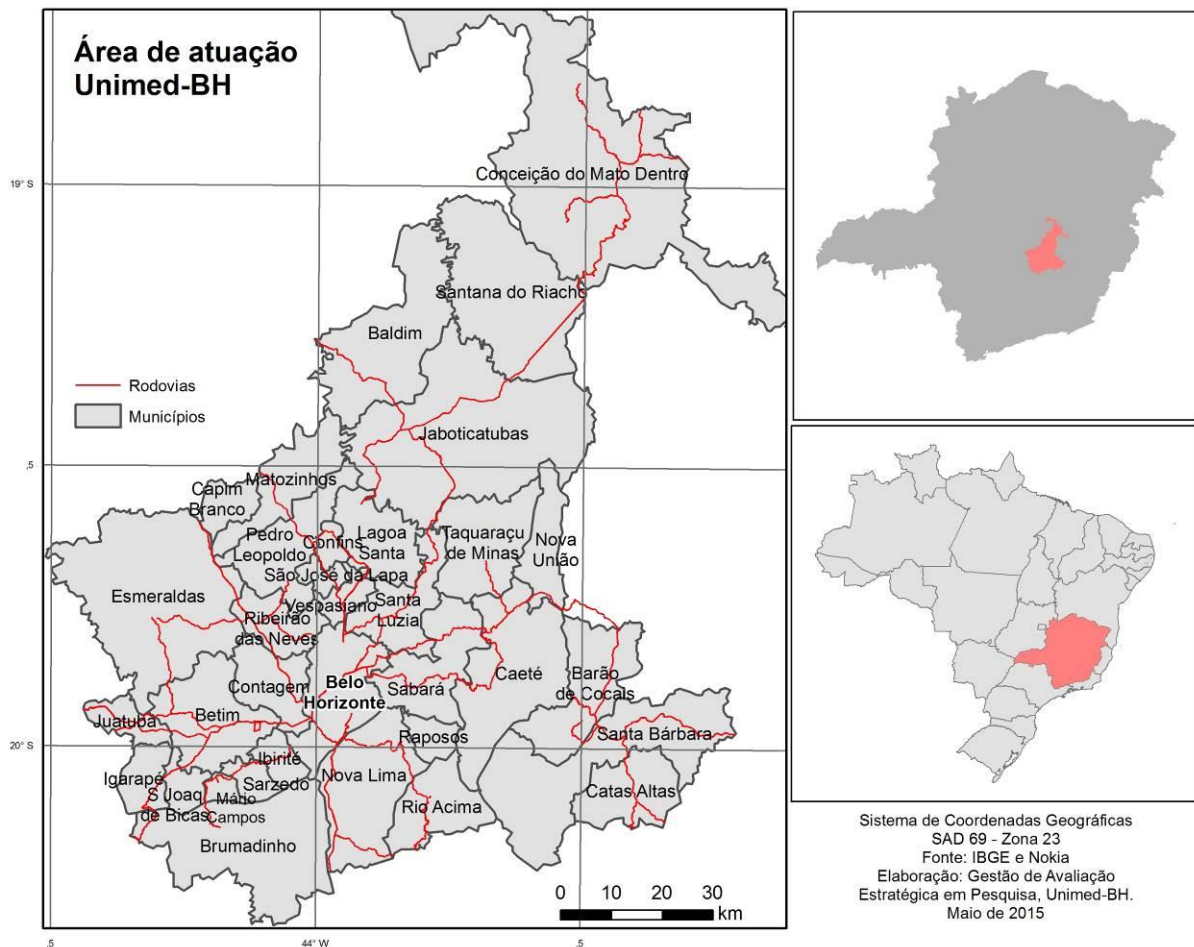 Área de atuação
Unimed-BH
19° S
Conceição do Mato Dentro
Santana do Riacho
Baldim
Rodovias
Municípios
Jaboticatubas
,5
Matozinhos
Capim
Branco
Pedro
Leopoldo
Confins
Lagoa
Santa
Taquaraçu
de Minas
Nova
União
São José da Lapa
Esmeraldas
Vespasiano
Santa
Luzia
Ribeirão
das Neves
Contagem
Belo
Horizonte
Sabará
Caeté
Barão
de Cocais
Juatuba
Betim
Raposos
Santa Bárbara
20° S
Igarapé
S Joaq
de Bicas
Mário
Campos
Ibirité
Sarzedo
Nova Lima
Rio Acima
Catas Altas
Brumadinho
0 10 20 30
km
,5
44° W
,5
Sistema de Coordenadas Geográficas
SAD 69 - Zona 23
Fonte: IBGE e Nokia
Elaboração: Gestão de Avaliação
Estratégica em Pesquisa, Unimed-BH.
Maio de 2015